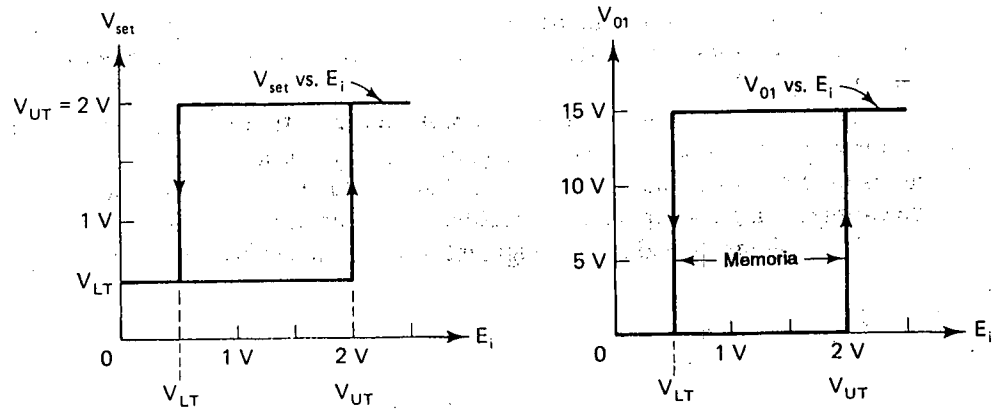 V_set
V_set vs. E_i
V_UT = 2 V
1 V
V_LT
0
1 V
2 V
E_i
V_LT
V_UT
V_01
V_01 vs. E_i
15 V
10 V
5 V
Memoria
0
1 V
2 V
E_i
V_LT
V_UT